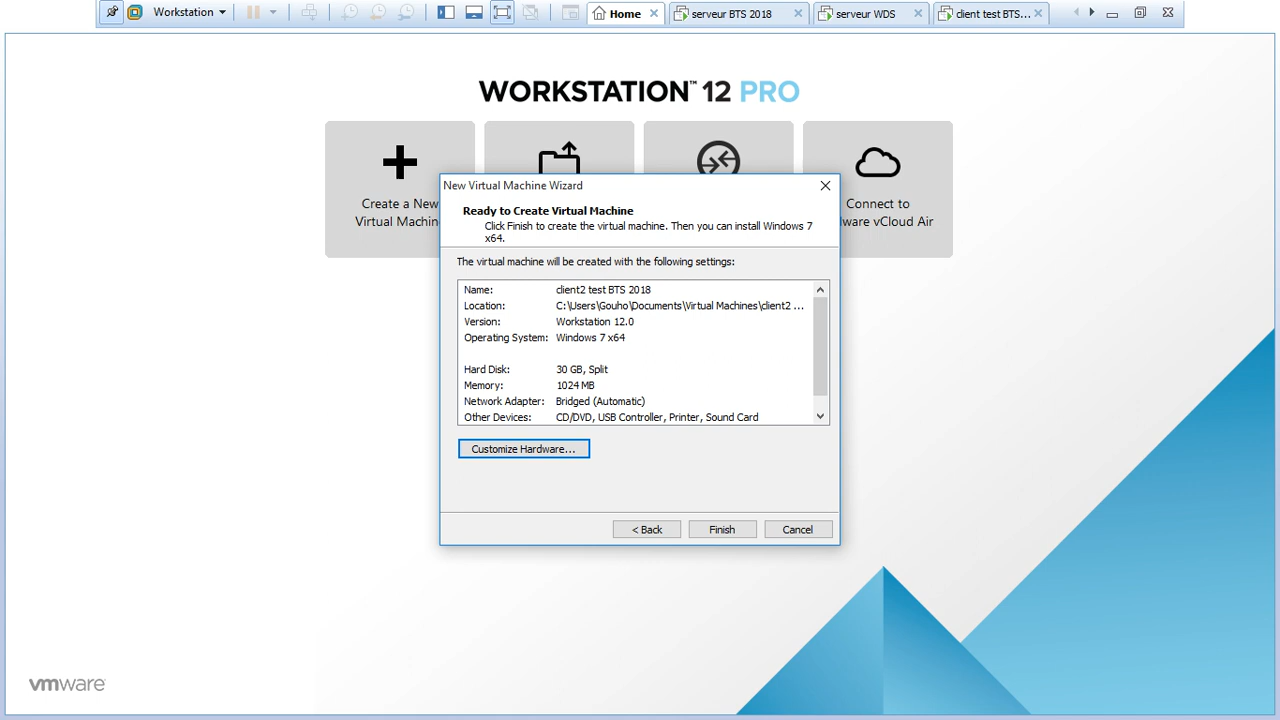 Workstation
Home
serveur BTS 2018
serveur WDS
client test BTS...
WORKSTATION™ 12 PRO
Create a New
Virtual Machin
Connect to
ware vCloud Air
New Virtual Machine Wizard
Ready to Create Virtual Machine
Click Finish to create the virtual machine. Then you can install Windows 7
x64.
The virtual machine will be created with the following settings:
Name: client2 test BTS 2018
Location: C:\Users\Gouho\Documents\Virtual Machines\client2 ...
Version: Workstation 12.0
Operating System: Windows 7 x64
Hard Disk: 30 GB, Split
Memory: 1024 MB
Network Adapter: Bridged (Automatic)
Other Devices: CD/DVD, USB Controller, Printer, Sound Card
Customize Hardware...
< Back
Finish
Cancel
vmware